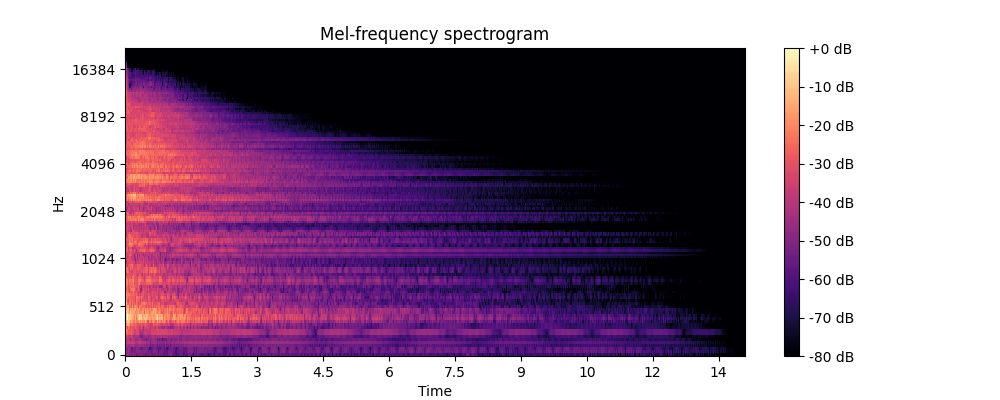 Mel-frequency spectrogram
16384
8192
4096
2048
1024
512
0
Hz
0 1.5 3 4.5 6 7.5 9 10 12 14
Time
+0 dB
-10 dB
-20 dB
-30 dB
-40 dB
-50 dB
-60 dB
-70 dB
-80 dB